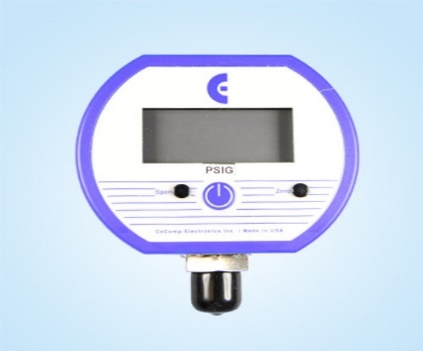 PSIG
Span Zero
CeComp Electronics Inc. / Made in USA